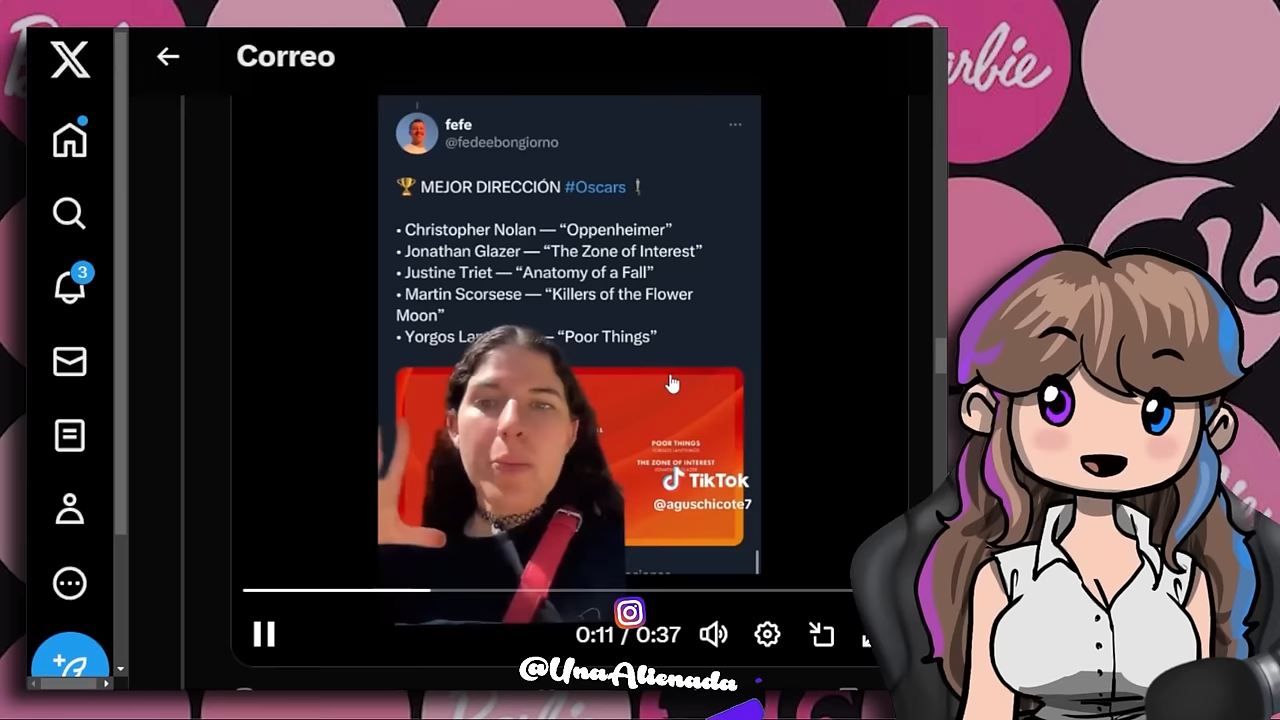 Barbie
Correo
fefe
@fedeebongiorno
🏆 MEJOR DIRECCIÓN #Oscars
• Christopher Nolan — “Oppenheimer”
• Jonathan Glazer — “The Zone of Interest”
• Justine Triet — “Anatomy of a Fall”
• Martin Scorsese — “Killers of the Flower
Moon”
• Yorgos — “Poor Things”
POOR THINGS
THE ZONE OF INTEREST
TikTok
@aguschicote7
3
0:11 / 0:37
@UnaAlienada